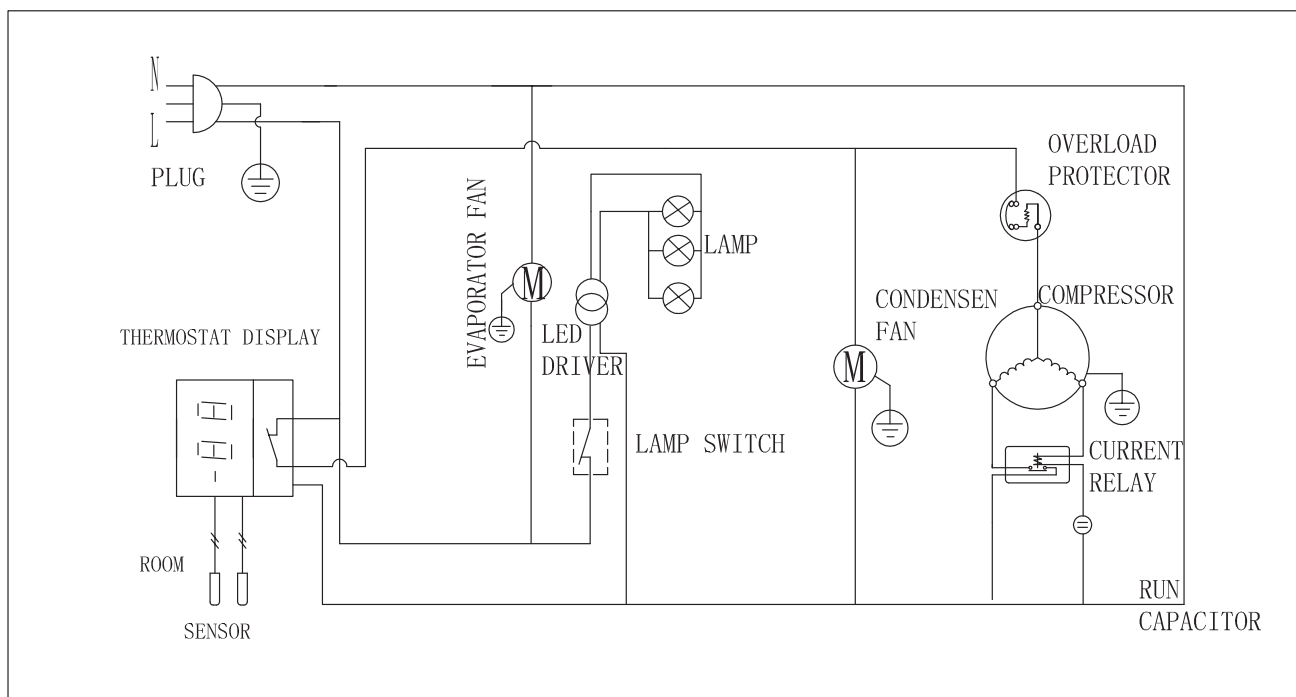 N
L
PLUG
OVERLOAD
PROTECTOR
EVAPORATOR FAN
LAMP
M
CONDENSEN
FAN
COMPRESSOR
THERMOSTAT DISPLAY
LED
DRIVER
M
LAMP SWITCH
CURRENT
RELAY
ROOM
SENSOR
RUN
CAPACITOR